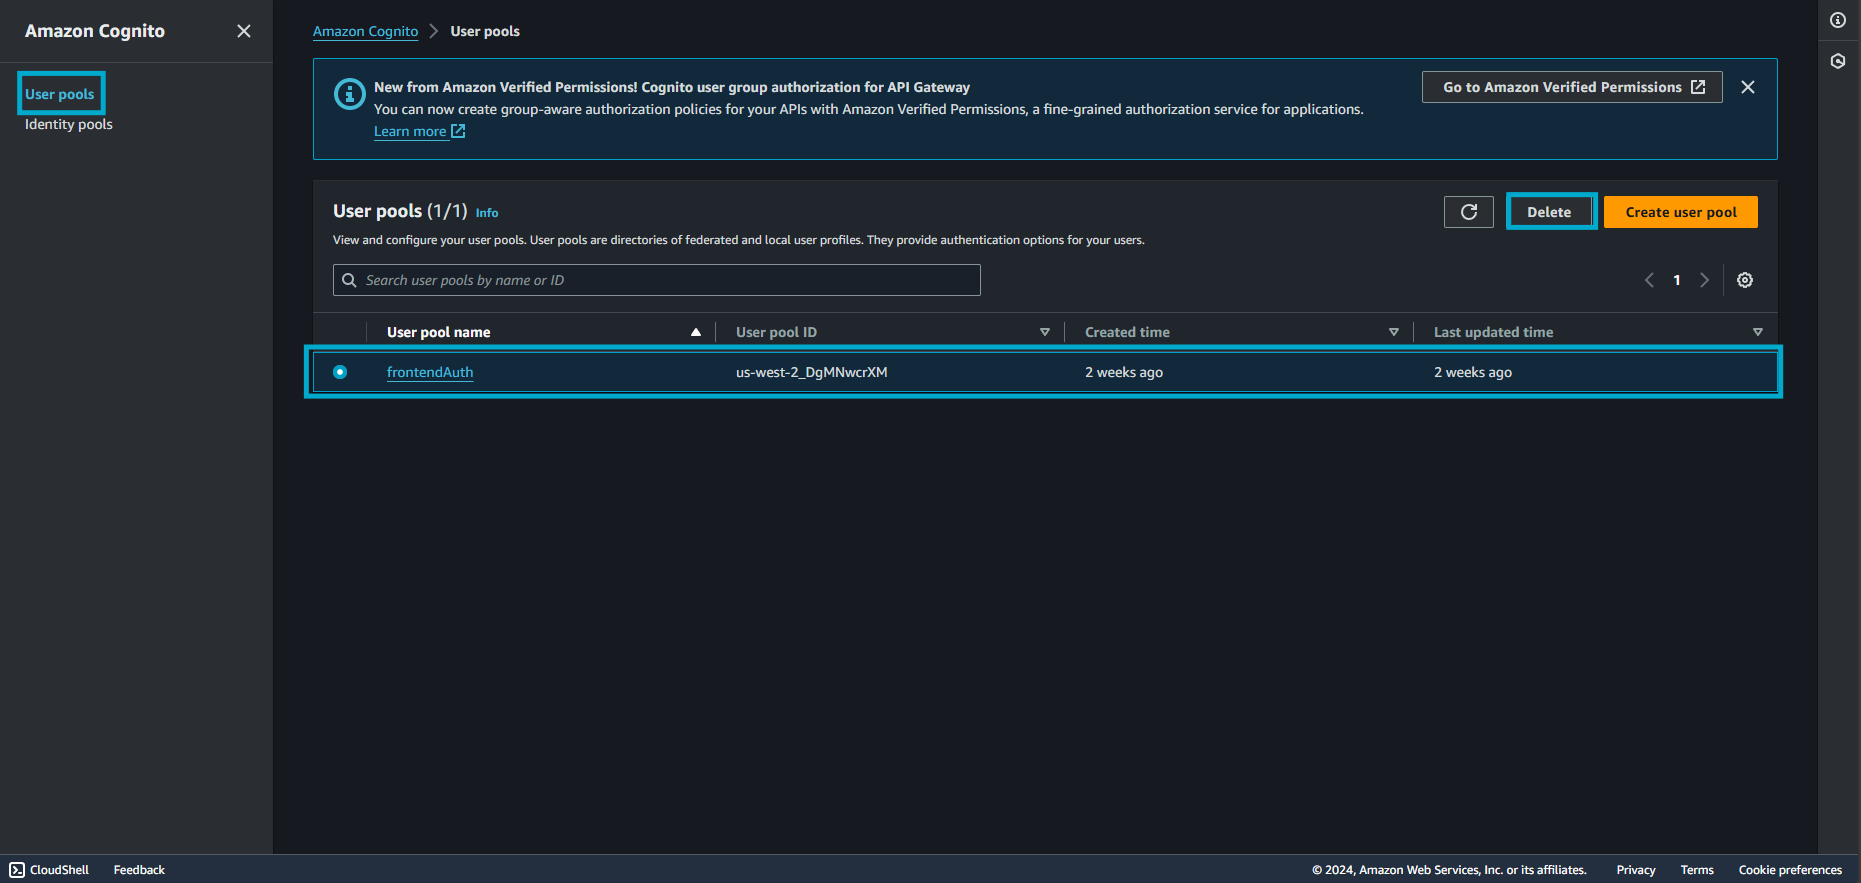 Amazon Cognito
User pools
Identity pools
Amazon Cognito > User pools
New from Amazon Verified Permissions! Cognito user group authorization for API Gateway
You can now create group-aware authorization policies for your APIs with Amazon Verified Permissions, a fine-grained authorization service for applications.
Learn more
Go to Amazon Verified Permissions
User pools (1/1) Info
Delete
Create user pool
View and configure your user pools. User pools are directories of federated and local user profiles. They provide authentication options for your users.
Search user pools by name or ID
1
User pool name User pool ID Created time Last updated time
frontendAuth us-west-2_DgMNwcrXM 2 weeks ago 2 weeks ago
CloudShell Feedback © 2024, Amazon Web Services, Inc. or its affiliates. Privacy Terms Cookie preferences